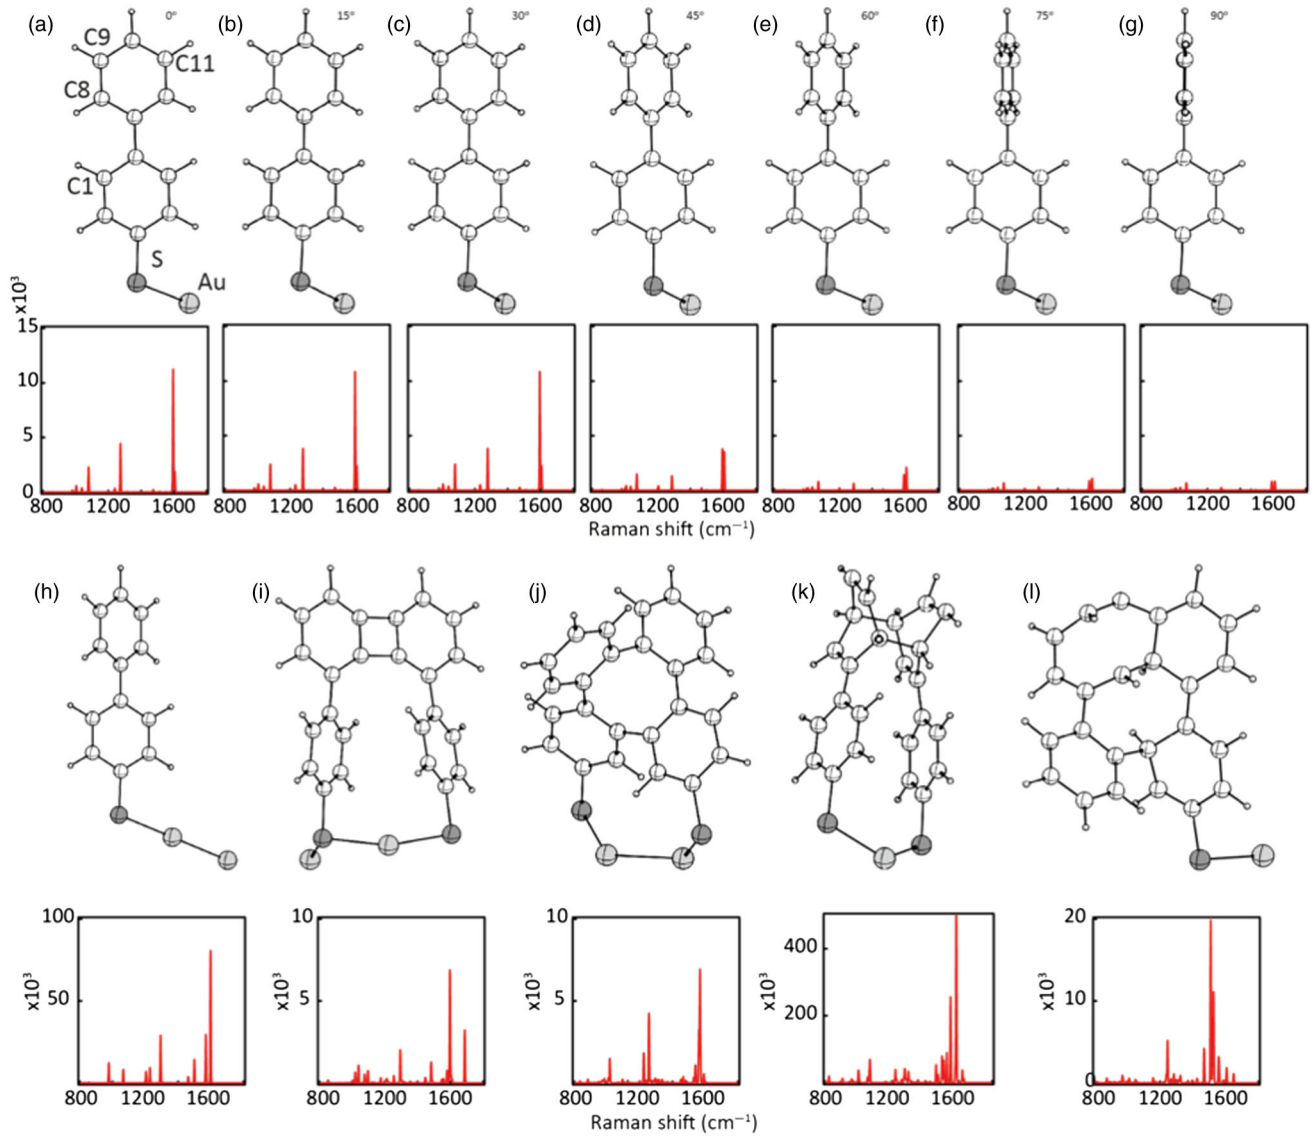 (a) 0° (b) 15° (c) 30° (d) 45° (e) 60° (f) 75° (g) 90°
C9
C11
C8
C1
S
Au
x10³
15
10
5
0
800 1200 1600 800 1200 1600 800 1200 1600 800 1200 1600 800 1200 1600 800 1200 1600 800 1200 1600
Raman shift (cm⁻¹)
(h) (i) (j) (k) (l)
100 10 10 20
400
x10³ 50 x10³ 5 x10³ 5 x10³ x10³ 10
200
0
800 1200 1600 800 1200 1600 800 1200 1600 800 1200 1600 800 1200 1600
Raman shift (cm⁻¹)